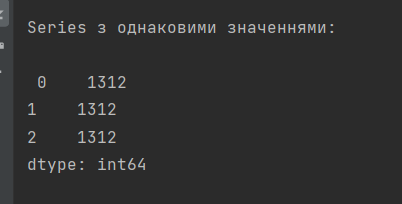 Series з однаковими значеннями:
 0    1312
1    1312
2    1312
dtype: int64